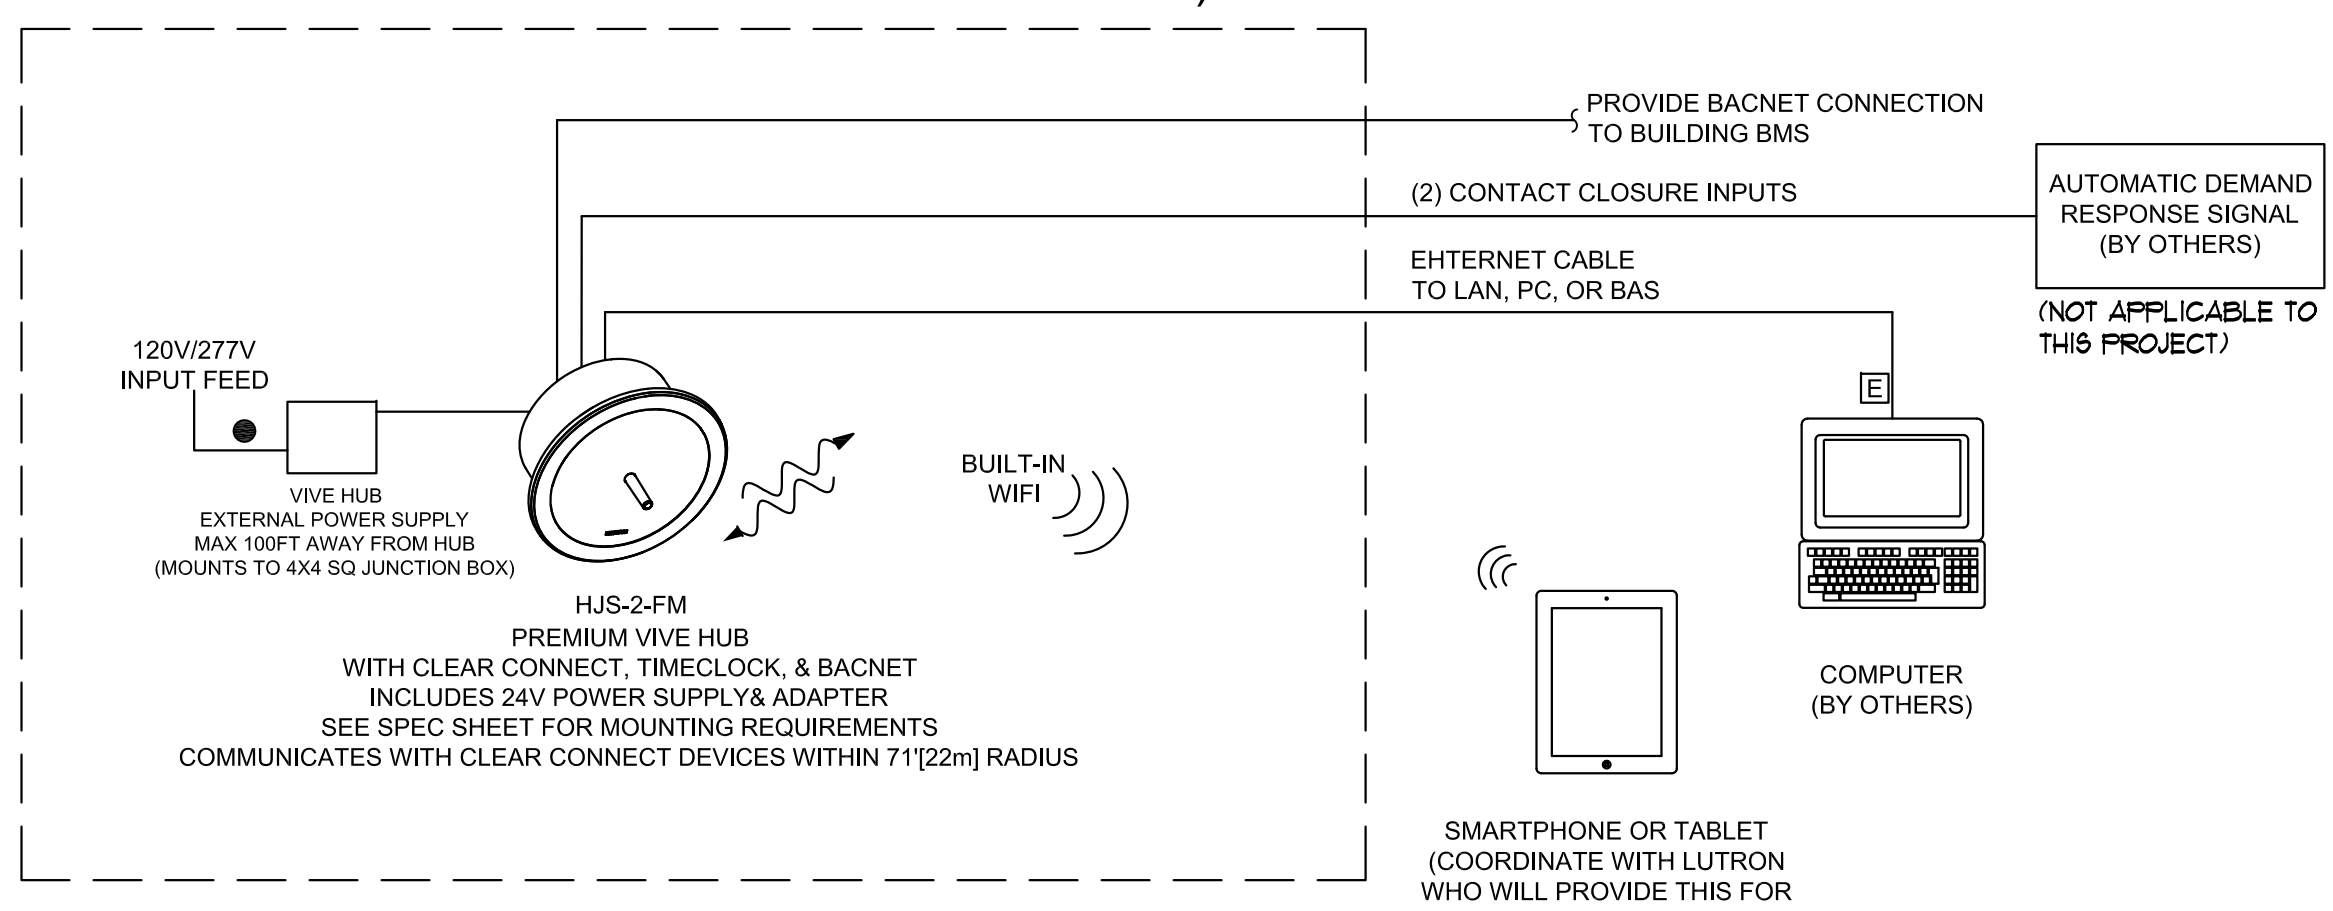 PROVIDE BACNET CONNECTION
TO BUILDING BMS
(2) CONTACT CLOSURE INPUTS
AUTOMATIC DEMAND
RESPONSE SIGNAL
(BY OTHERS)
(NOT APPLICABLE TO
THIS PROJECT)
EHTERNET CABLE
TO LAN, PC, OR BAS
120V/277V
INPUT FEED
E
BUILT-IN
WIFI
VIVE HUB
EXTERNAL POWER SUPPLY
MAX 100FT AWAY FROM HUB
(MOUNTS TO 4X4 SQ JUNCTION BOX)
HJS-2-FM
PREMIUM VIVE HUB
WITH CLEAR CONNECT, TIMECLOCK, & BACNET
INCLUDES 24V POWER SUPPLY& ADAPTER
SEE SPEC SHEET FOR MOUNTING REQUIREMENTS
COMMUNICATES WITH CLEAR CONNECT DEVICES WITHIN 71'[22m] RADIUS
COMPUTER
(BY OTHERS)
SMARTPHONE OR TABLET
(COORDINATE WITH LUTRON
WHO WILL PROVIDE THIS FOR